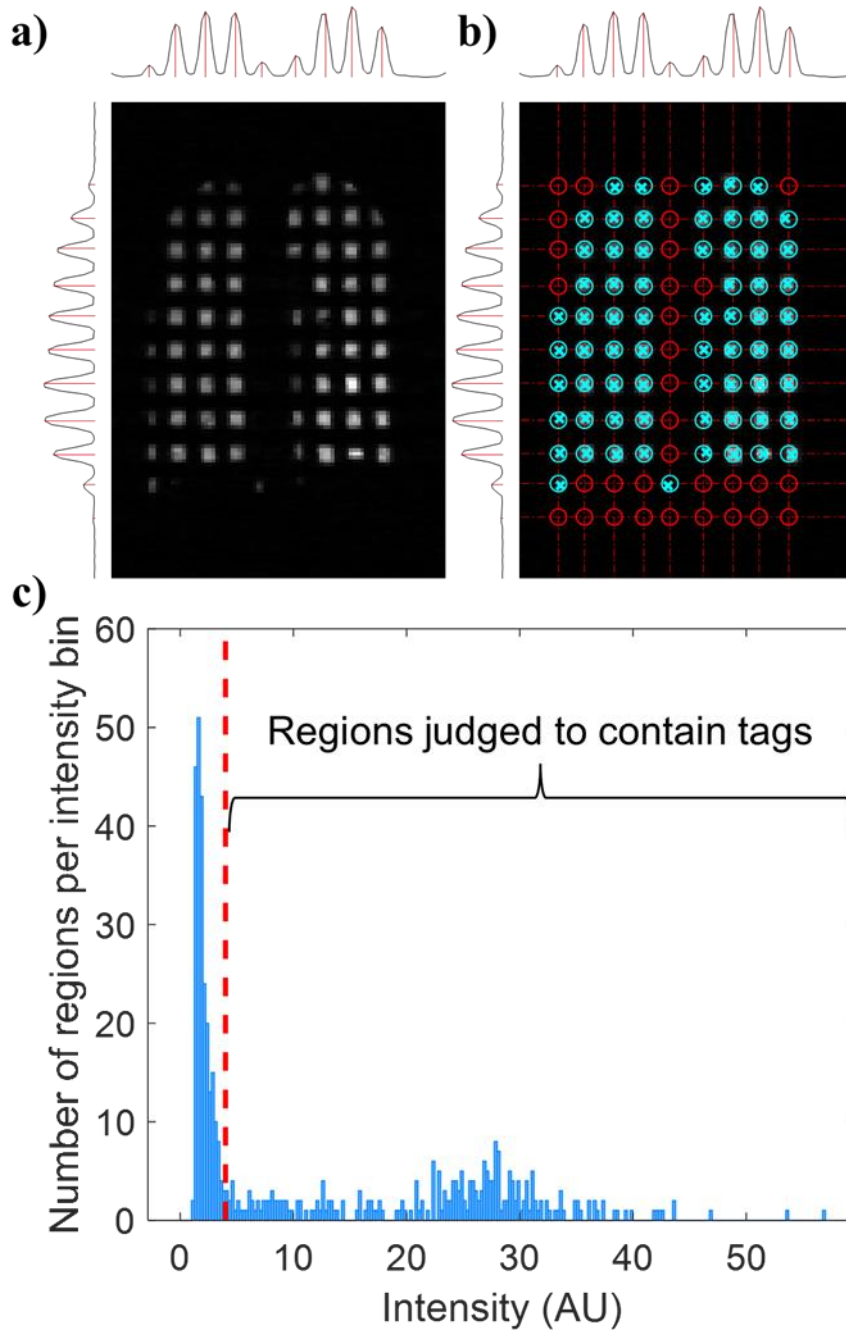 a)
b)
c)
60
50
40
30
20
10
0
Number of regions per intensity bin
Regions judged to contain tags
0 10 20 30 40 50
Intensity (AU)